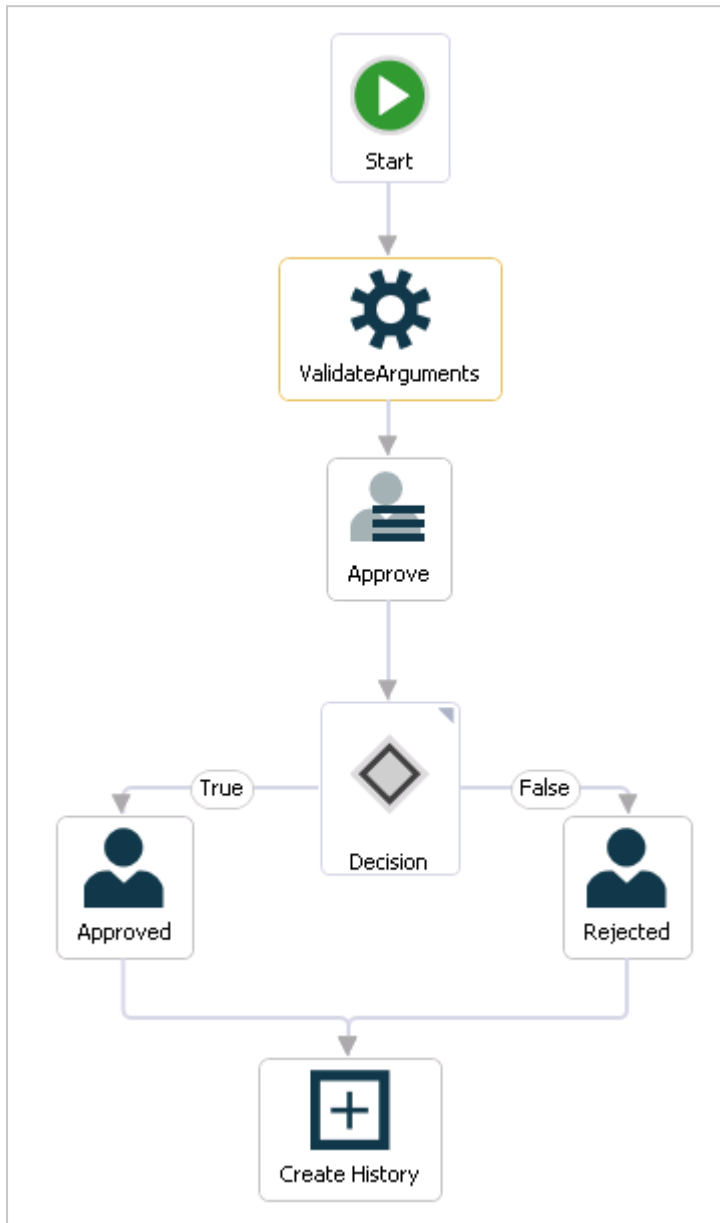 Start
ValidateArguments
Approve
True
False
Decision
Approved
Rejected
Create History